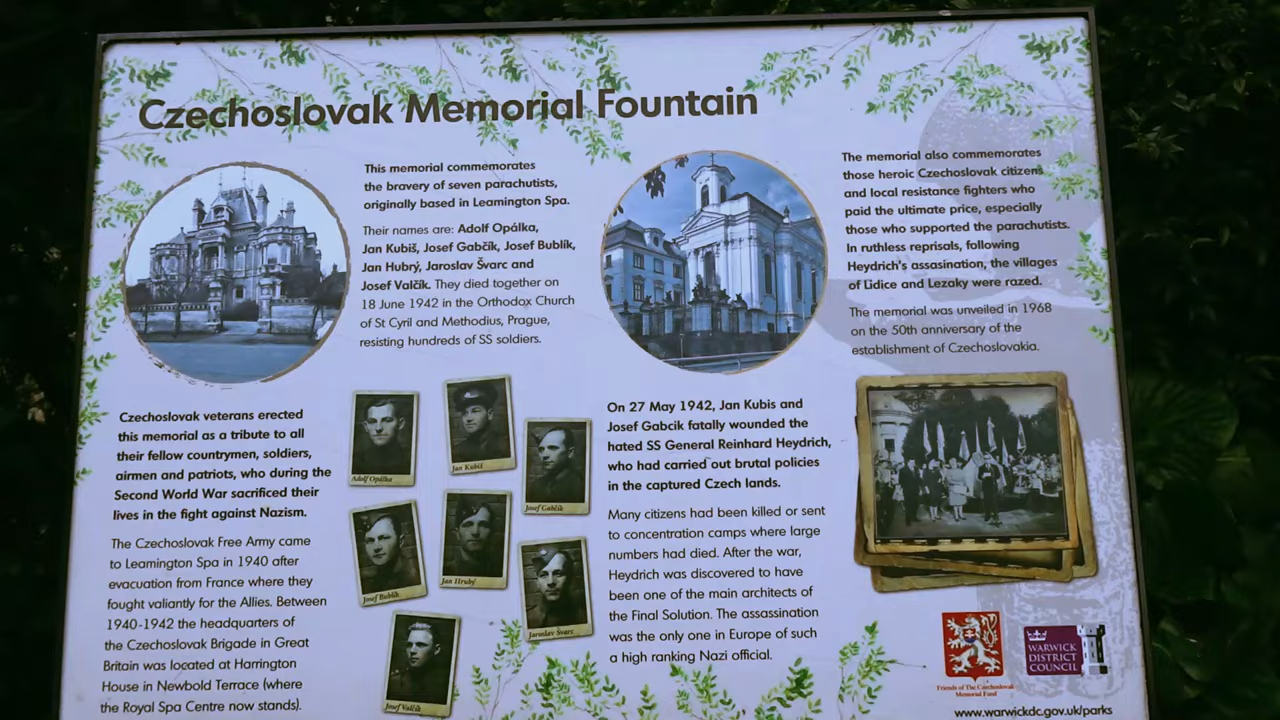 Czechoslovak Memorial Fountain
Czechoslovak veterans erected
this memorial as a tribute to all
their fellow countrymen, soldiers,
airmen and patriots, who during the
Second World War sacrificed their
lives in the fight against Nazism.
The Czechoslovak Free Army came
to Leamington Spa in 1940 after
evacuation from France where they
fought valiantly for the Allies. Between
1940-1942 the headquarters of
the Czechoslovak Brigade in Great
Britain was located at Harrington
House in Newbold Terrace (where
the Royal Spa Centre now stands).
This memorial commemorates
the bravery of seven parachutists,
originally based in Leamington Spa.
Their names are: Adolf Opálka,
Jan Kubiš, Josef Gabčík, Josef Bublík,
Jan Hubrý, Jaroslav Švarc and
Josef Valčík. They died together on
18 June 1942 in the Orthodox Church
of St Cyril and Methodius, Prague,
resisting hundreds of SS soldiers.
Adolf Opálka
Jan Kubiš
Josef Gabčík
Josef Bublík
Jan Hrubý
Jaroslav Švarc
Josef Valčík
On 27 May 1942, Jan Kubis and
Josef Gabcik fatally wounded the
hated SS General Reinhard Heydrich,
who had carried out brutal policies
in the captured Czech lands.
Many citizens had been killed or sent
to concentration camps where large
numbers had died. After the war,
Heydrich was discovered to have
been one of the main architects of
the Final Solution. The assassination
was the only one in Europe of such
a high ranking Nazi official.
The memorial also commemorates
those heroic Czechoslovak citizens
and local resistance fighters who
paid the ultimate price, especially
those who supported the parachutists.
In ruthless reprisals, following
Heydrich's assasination, the villages
of Lidice and Lezaky were razed.
The memorial was unveiled in 1968
on the 50th anniversary of the
establishment of Czechoslovakia.
Friends of The Czechoslovak
Memorial Fund
WARWICK
DISTRICT
COUNCIL
www.warwickdc.gov.uk/parks